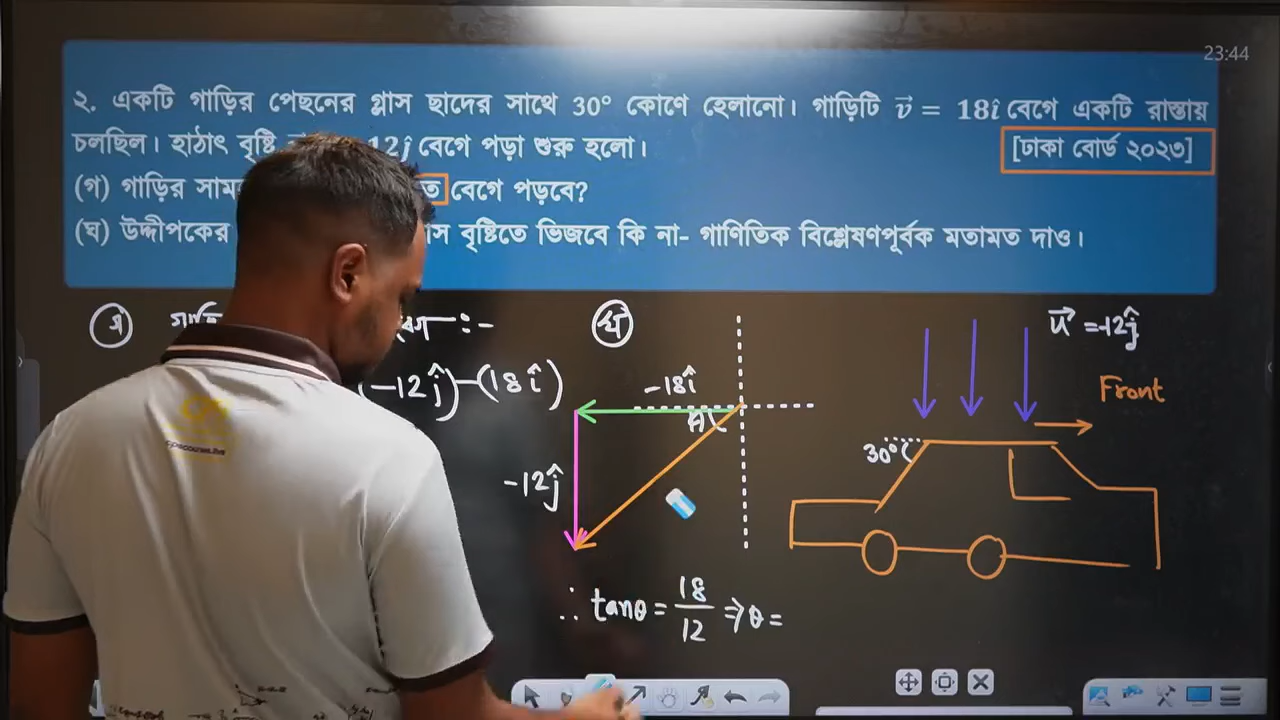 23:44
২. একটি গাড়ির পেছনের গ্লাস ছাদের সাথে 30° কোণে হেলানো। গাড়িটি v⃗ = 18î বেগে একটি রাস্তায়
চলছিল। হাঠাৎ বৃষ্টি 12ĵ বেগে পড়া শুরু হলো।
[ঢাকা বোর্ড ২০২৩]
(গ) গাড়ির বেগে পড়বে?
(ঘ) উদ্দীপকের বৃষ্টিতে ভিজবে কি না- গাণিতিক বিশ্লেষণপূর্বক মতামত দাও।
গ
(-12ĵ)-(18î)
ঘ
-18î
-12ĵ
∴ tanθ = 18/12 ⇒ θ =
u⃗ = -12ĵ
Front
30°